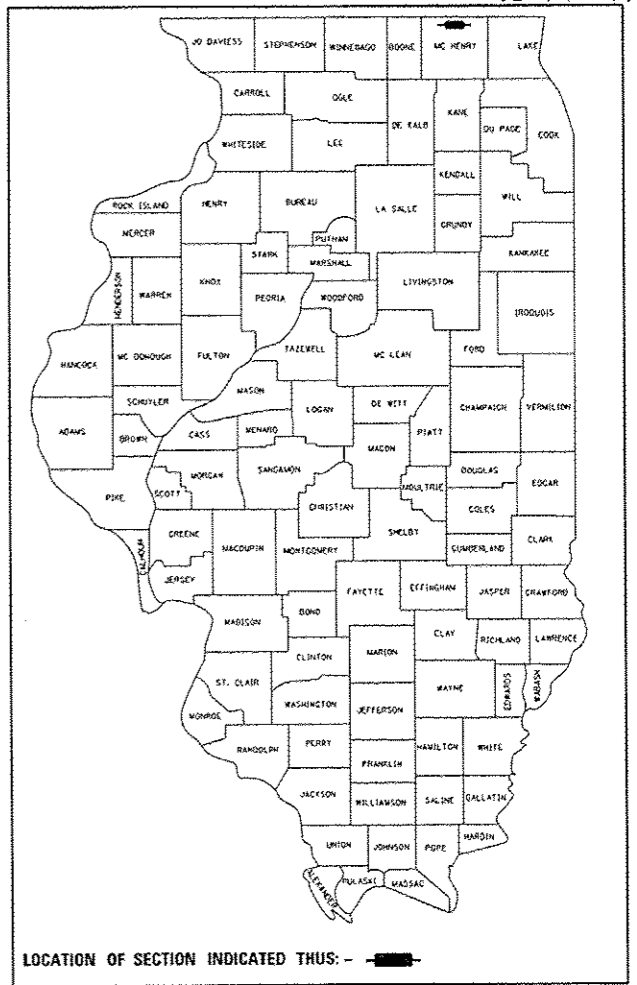 JO DAVIESS STEPHENSON WINNEBAGO BOONE MC HENRY LAKE
CARROLL OGLE DE KALB KANE DU PAGE COOK
WHITESIDE LEE KENDALL WILL
ROCK ISLAND HENRY BUREAU LA SALLE GRUNDY
MERCER PUTNAM KANKAKEE
STARK MARSHALL LIVINGSTON
HENDERSON WARREN KNOX PEORIA WOODFORD IROQUOIS
HANCOCK MC DONOUGH FULTON TAZEWELL MC LEAN FORD
SCHUYLER MASON LOGAN DE WITT CHAMPAIGN VERMILION
ADAMS BROWN CASS MENARD MACON PIATT
PIKE SCOTT MORGAN SANGAMON MOULTRIE DOUGLAS EDGAR
CHRISTIAN COLES
CALHOUN GREENE MACOUPIN MONTGOMERY SHELBY CUMBERLAND CLARK
JERSEY FAYETTE EFFINGHAM JASPER CRAWFORD
MADISON BOND CLAY RICHLAND LAWRENCE
CLINTON MARION
ST. CLAIR WASHINGTON WAYNE EDWARDS WABASH
MONROE JEFFERSON
RANDOLPH PERRY HAMILTON WHITE
FRANKLIN
JACKSON WILLIAMSON SALINE GALLATIN
UNION JOHNSON POPE HARDIN
ALEXANDER PULASKI MASSAC
LOCATION OF SECTION INDICATED THUS: -